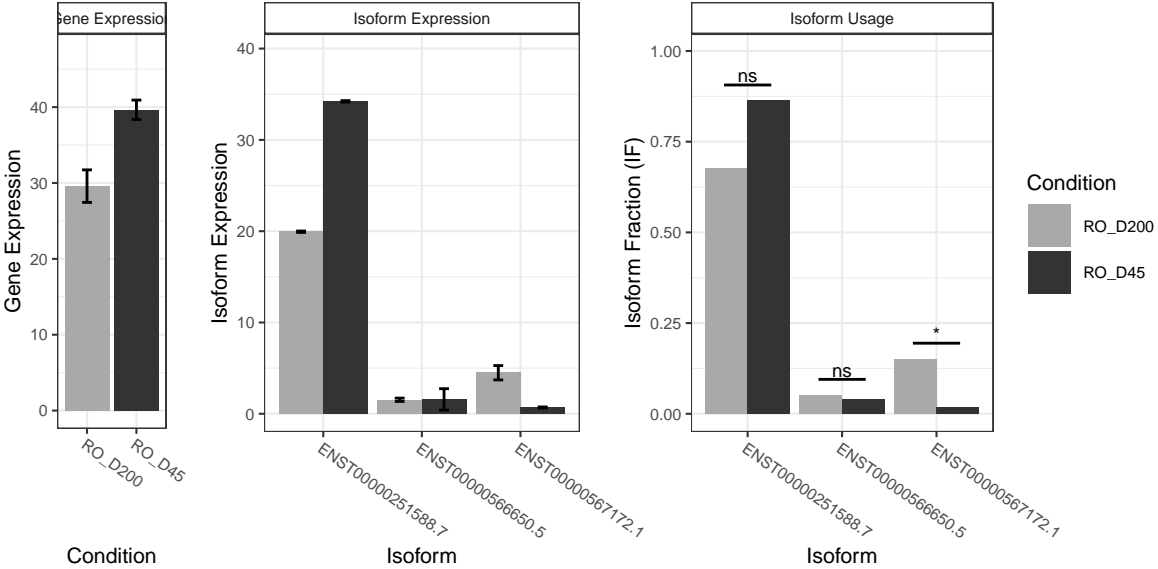 Gene Expression
Gene Expression
40
30
20
10
0
RO_D200
RO_D45
Condition
Isoform Expression
Isoform Expression
40
30
20
10
0
ENST00000251588.7
ENST00000566650.5
ENST00000567172.1
Isoform
Isoform Usage
Isoform Fraction (IF)
1.00
0.75
0.50
0.25
0.00
ns
ns
*
ENST00000251588.7
ENST00000566650.5
ENST00000567172.1
Isoform
Condition
RO_D200
RO_D45